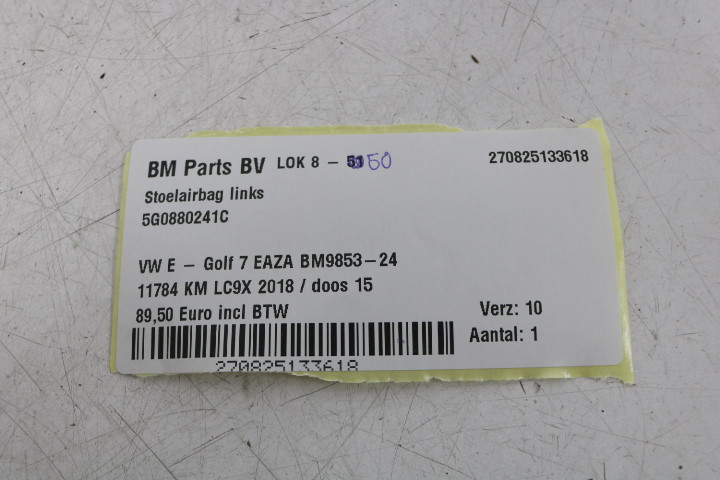 BM Parts BV LOK 8 - 50 270825133618
Stoelairbag links
5G0880241C
VW E - Golf 7 EAZA BM9853-24
11784 KM LC9X 2018 / doos 15
89,50 Euro incl BTW Verz: 10
Aantal: 1
270825133618